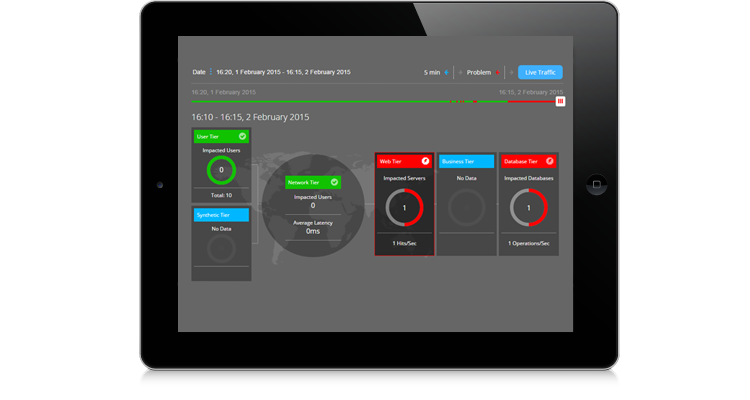 Date : 16:20, 1 February 2015 - 16:15, 2 February 2015
5 min
Problem
Live Traffic
16:20, 1 February 2015
16:15, 2 February 2015
16:10 - 16:15, 2 February 2015
User Tier
Impacted Users
0
Total: 10
Synthetic Tier
No Data
Network Tier
Impacted Users
0
Average Latency
0ms
Web Tier
Impacted Servers
1
1 Hits/Sec
Business Tier
No Data
Database Tier
Impacted Databases
1
1 Operations/Sec